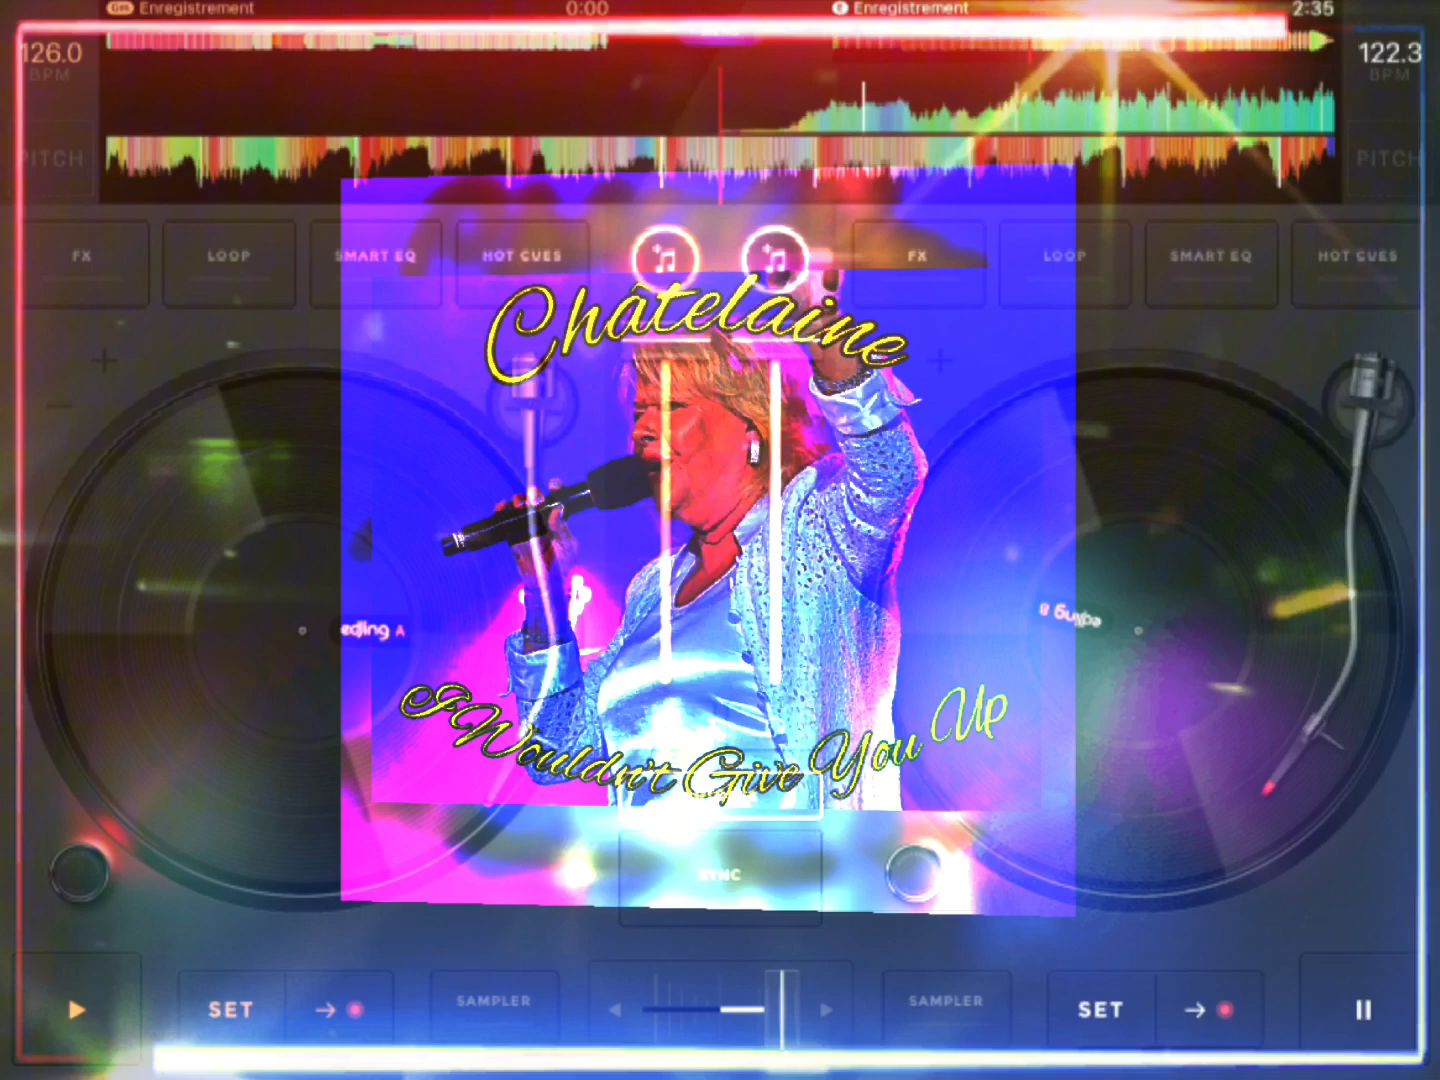 Gm Enregistrement 0:00 Enregistrement 2:35
126.0 122.3
BPM BPM
PITCH PITCH
FX LOOP SMART EQ HOT CUES FX LOOP SMART EQ HOT CUES
Châtelaine
edjing A
edjing B
I Wouldn't Give You Up
SYNC
SET SAMPLER SAMPLER SET